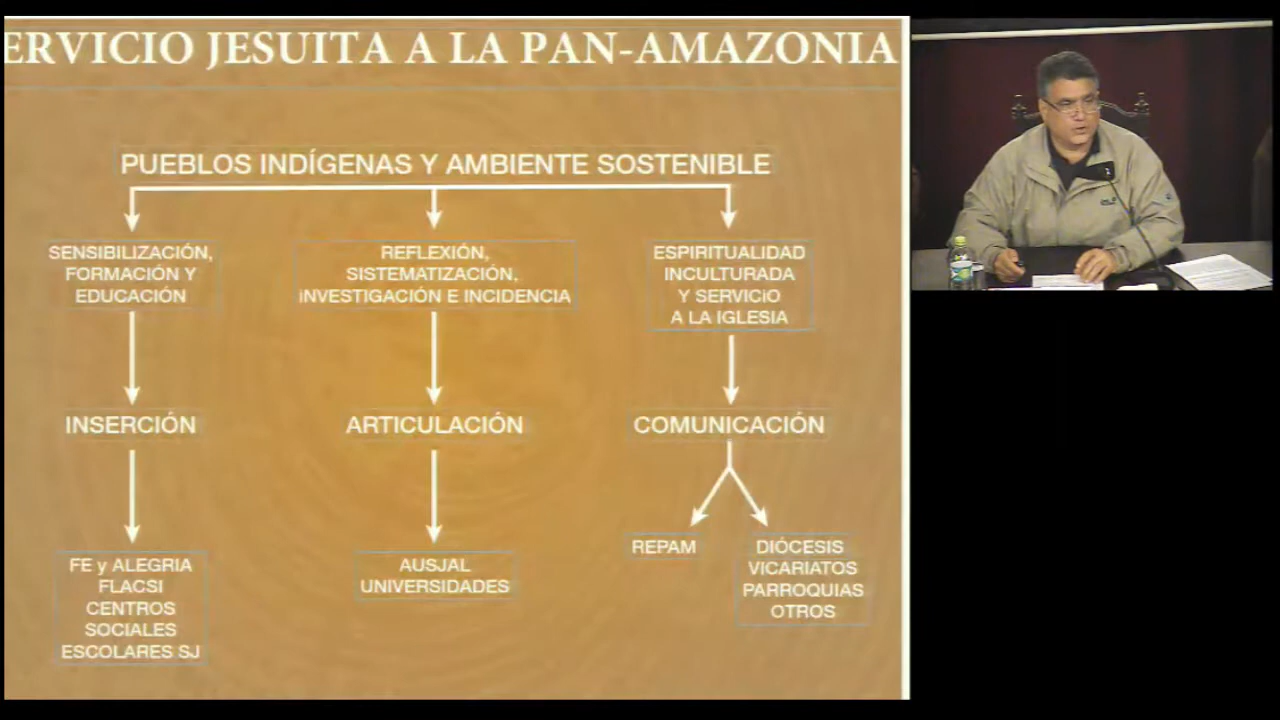 ERVICIO JESUITA A LA PAN-AMAZONIA
PUEBLOS INDÍGENAS Y AMBIENTE SOSTENIBLE
SENSIBILIZACIÓN,
FORMACIÓN Y
EDUCACIÓN
REFLEXIÓN,
SISTEMATIZACIÓN,
INVESTIGACIÓN E INCIDENCIA
ESPIRITUALIDAD
INCULTURADA
Y SERVICIO
A LA IGLESIA
INSERCIÓN
ARTICULACIÓN
COMUNICACIÓN
FE y ALEGRIA
FLACSI
CENTROS
SOCIALES
ESCOLARES SJ
AUSJAL
UNIVERSIDADES
REPAM
DIÓCESIS
VICARIATOS
PARROQUIAS
OTROS